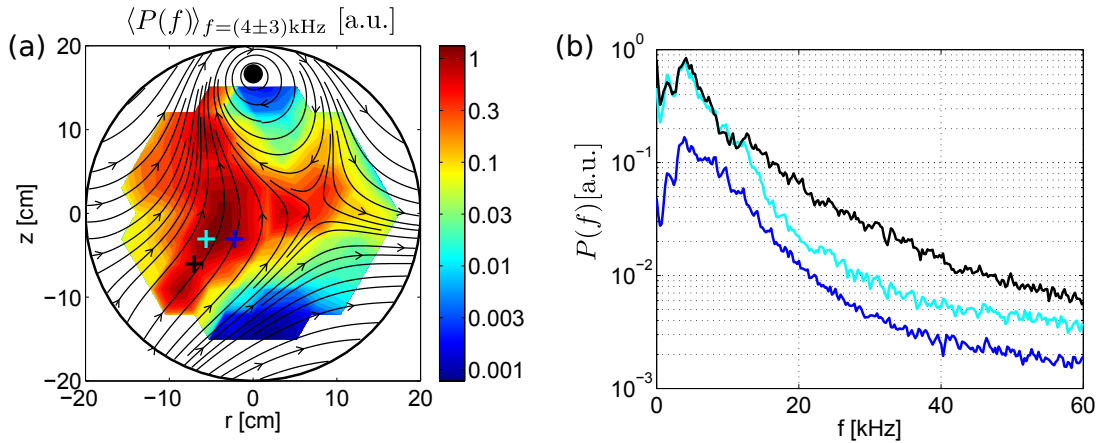 (a)
⟨P(f)⟩f=(4±3)kHz [a.u.]
20
10
0
−10
−20
z [cm]
−20 −10 0 10 20
r [cm]
1
0.3
0.1
0.03
0.01
0.003
0.001
(b)
10^0
10^-1
10^-2
10^-3
P(f)[a.u.]
0 20 40 60
f [kHz]